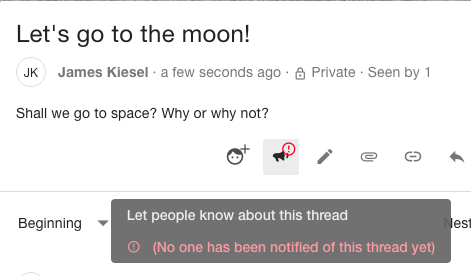 Let's go to the moon!
JK James Kiesel · a few seconds ago · Private · Seen by 1
Shall we go to space? Why or why not?
Beginning
Let people know about this thread
(No one has been notified of this thread yet)